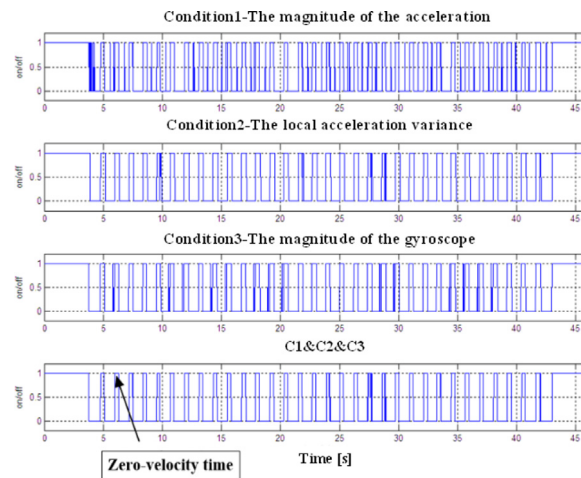 Condition1-The magnitude of the acceleration
on/off
1
0.5
0
0 5 10 15 20 25 30 35 40 45
Condition2-The local acceleration variance
on/off
1
0.5
0
0 5 10 15 20 25 30 35 40 45
Condition3-The magnitude of the gyroscope
on/off
1
0.5
0
0 5 10 15 20 25 30 35 40 45
C1&C2&C3
on/off
1
0.5
0
0 5 10 15 20 25 30 35 40 45
Zero-velocity time
Time [s]